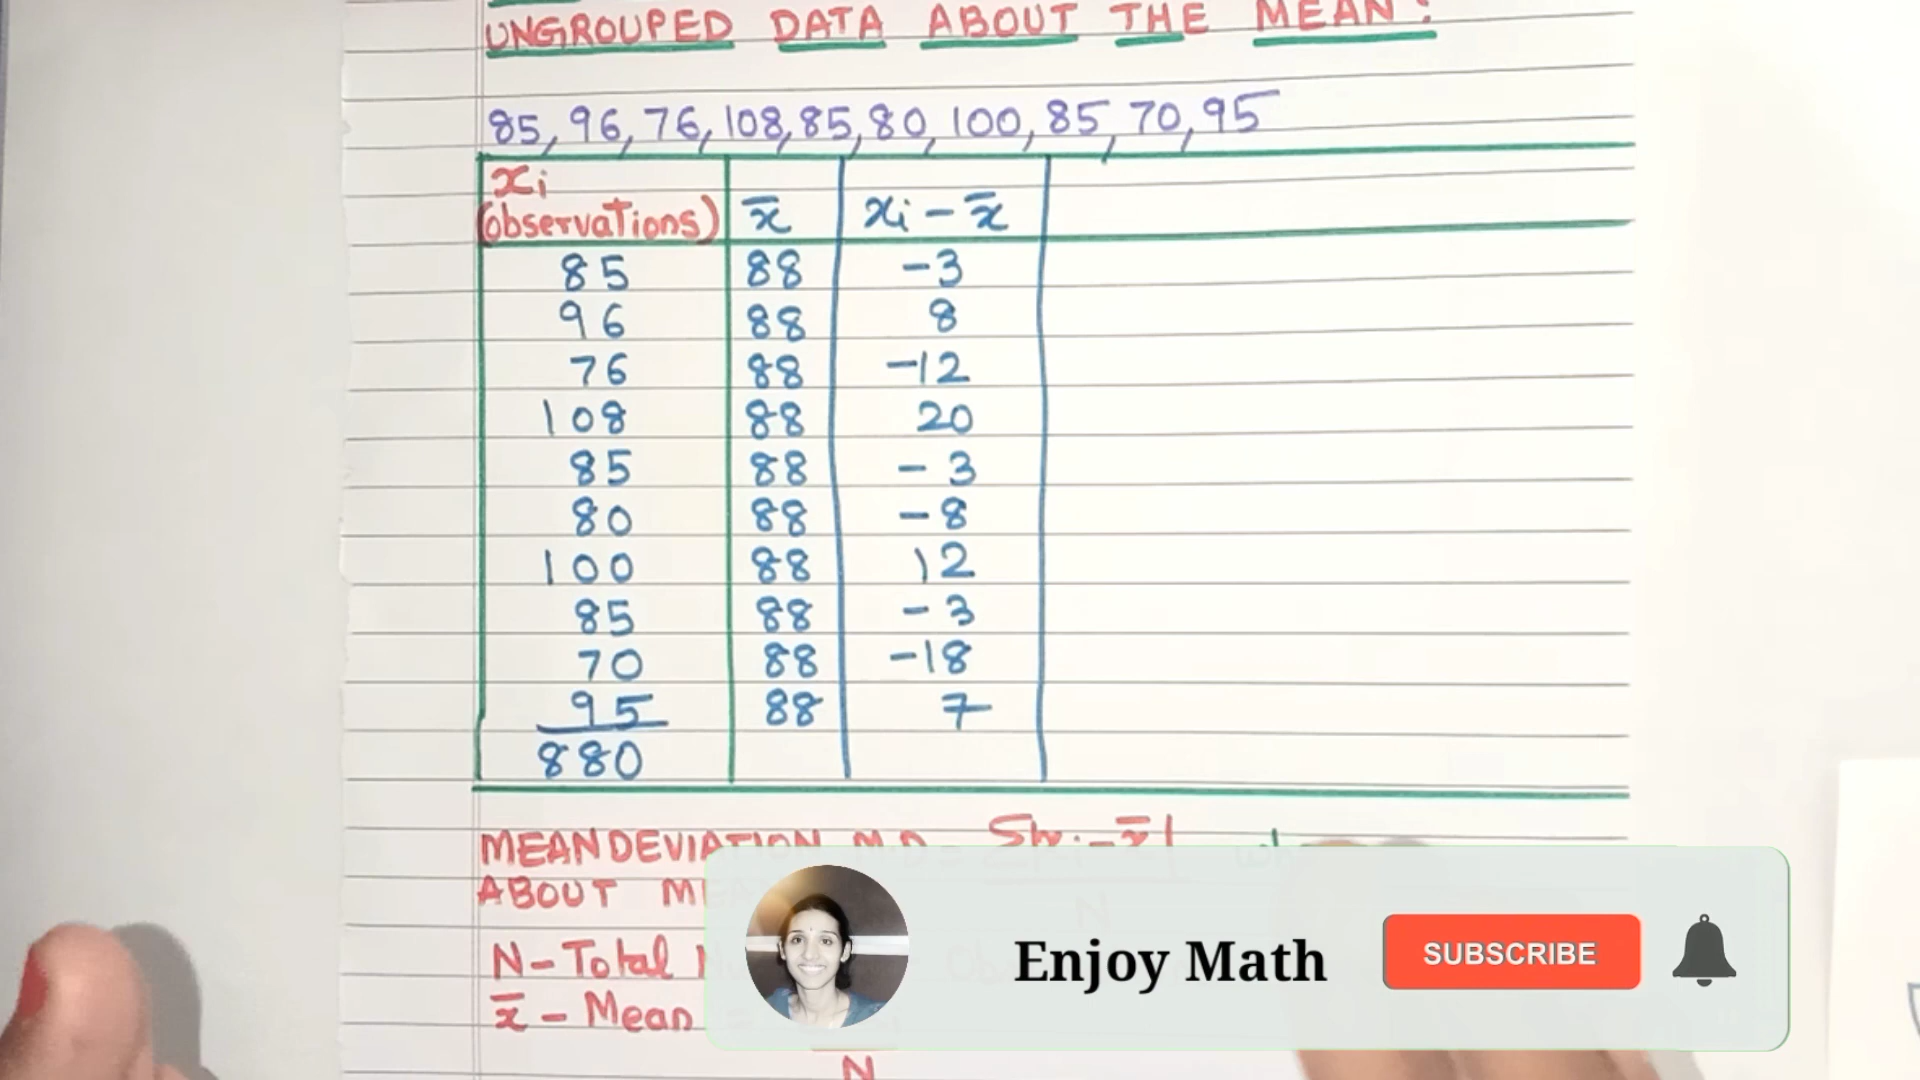 UNGROUPED DATA ABOUT THE MEAN:
85, 96, 76, 108, 85, 80, 100, 85, 70, 95
xi
(observations) x̄ xi - x̄
85 88 -3
96 88 8
76 88 -12
108 88 20
85 88 -3
80 88 -8
100 88 12
85 88 -3
70 88 -18
95 88 7
880
MEAN DEVIATION M.D = Σ|xi - x̄|
ABOUT N
N - Total
x̄ - Mean =
N
Enjoy Math
SUBSCRIBE